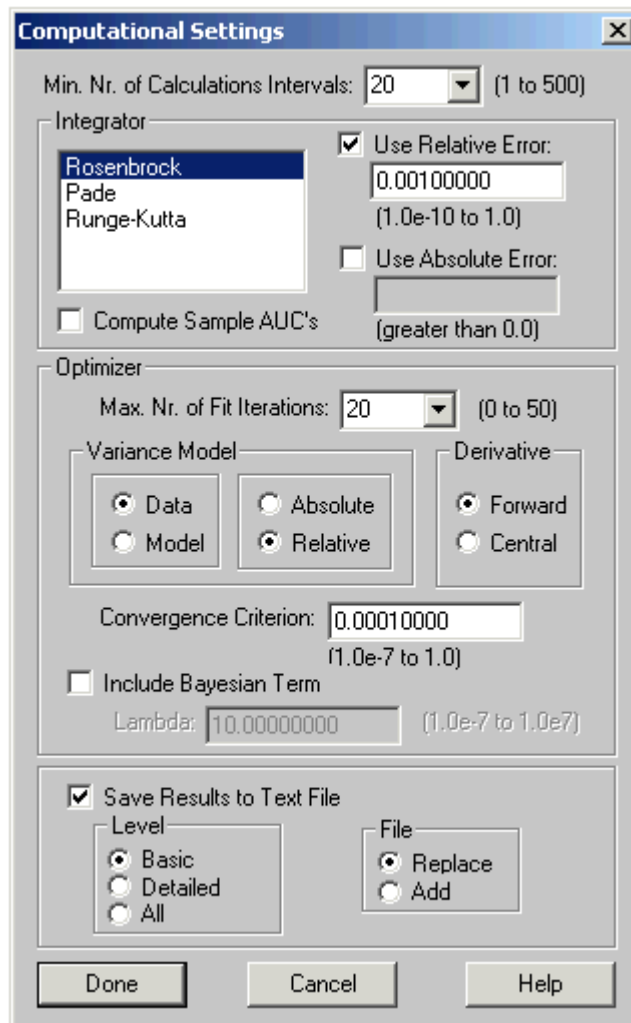 Computational Settings
Min. Nr. of Calculations Intervals: 20 (1 to 500)
Integrator
Rosenbrock
Pade
Runge-Kutta
Use Relative Error:
0.00100000
(1.0e-10 to 1.0)
Use Absolute Error:
(greater than 0.0)
Compute Sample AUC's
Optimizer
Max. Nr. of Fit Iterations: 20 (0 to 50)
Variance Model
Data
Model
Absolute
Relative
Derivative
Forward
Central
Convergence Criterion: 0.00010000
(1.0e-7 to 1.0)
Include Bayesian Term
Lambda: 10.00000000 (1.0e-7 to 1.0e7)
Save Results to Text File
Level
Basic
Detailed
All
File
Replace
Add
Done Cancel Help